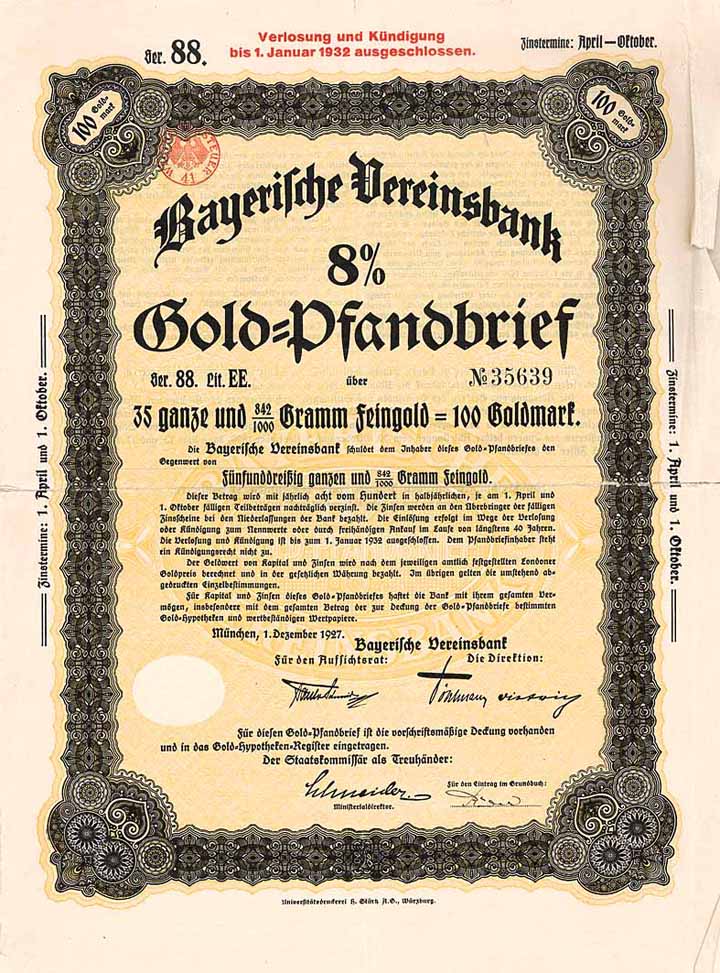 Verlosung und Kündigung
bis 1. Januar 1932 ausgeschlossen.
Ser. 88.
Zinstermine: April—Oktober.
100 Gold-
mark
100 Gold-
mark
STEUER
41
Bayerische Vereinsbank
8%
Gold=Pfandbrief
Ser. 88. Lit. EE. über № 35639
35 ganze und 842/1000 Gramm Feingold = 100 Goldmark.
Die Bayerische Vereinsbank schuldet dem Inhaber dieses Gold-Pfandbriefes den
Gegenwert von
Fünfunddreißig ganzen und 842/1000 Gramm Feingold.
Dieser Betrag wird mit jährlich acht vom Hundert in halbjährlichen, je am 1. April und
1. Oktober fälligen Teilbeträgen nachträglich verzinst. Die Zinsen werden an den Überbringer der fälligen
Zinsscheine bei den Niederlassungen der Bank bezahlt. Die Einlösung erfolgt im Wege der Verlosung
oder Kündigung zum Nennwerte oder durch freihändigen Ankauf im Laufe von längstens 40 Jahren.
Die Verlosung und Kündigung ist bis zum 1. Januar 1932 ausgeschlossen. Dem Pfandbriefinhaber steht
ein Kündigungsrecht nicht zu.
Der Geldwert von Kapital und Zinsen wird nach dem jeweiligen amtlich festgestellten Londoner
Goldpreis berechnet und in der gesetzlichen Währung bezahlt. Im übrigen gelten die umstehend ab-
gedruckten Einzelbestimmungen.
Für Kapital und Zinsen dieses Gold-Pfandbriefes haftet die Bank mit ihrem gesamten Ver-
mögen, insbesondere mit dem gesamten Betrag der zur Deckung der Gold-Pfandbriefe bestimmten
Gold-Hypotheken und wertbeständigen Wertpapiere.
München, 1. Dezember 1927.
Bayerische Vereinsbank
Für den Aufsichtsrat: Die Direktion:
Für diesen Gold-Pfandbrief ist die vorschriftsmäßige Deckung vorhanden
und in das Gold-Hypotheken-Register eingetragen.
Der Staatskommissär als Treuhänder:
Schneider
Ministerialdirektor.
Für den Eintrag im Grundbuch:
Zinstermine: 1. April und 1. Oktober.
Zinstermine: 1. April und 1. Oktober.
Universitätsdruckerei H. Stürtz A.G., Würzburg.